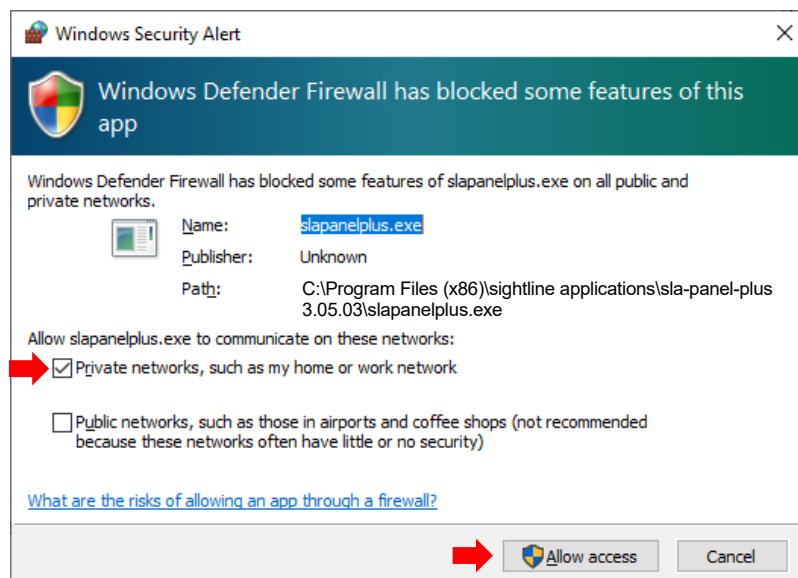 Windows Security Alert
Windows Defender Firewall has blocked some features of this
app
Windows Defender Firewall has blocked some features of slapanelplus.exe on all public and
private networks.
Name: slapanelplus.exe
Publisher: Unknown
Path: C:\Program Files (x86)\sightline applications\sla-panel-plus
3.05.03\slapanelplus.exe
Allow slapanelplus.exe to communicate on these networks:
Private networks, such as my home or work network
Public networks, such as those in airports and coffee shops (not recommended
because these networks often have little or no security)
What are the risks of allowing an app through a firewall?
Allow access Cancel